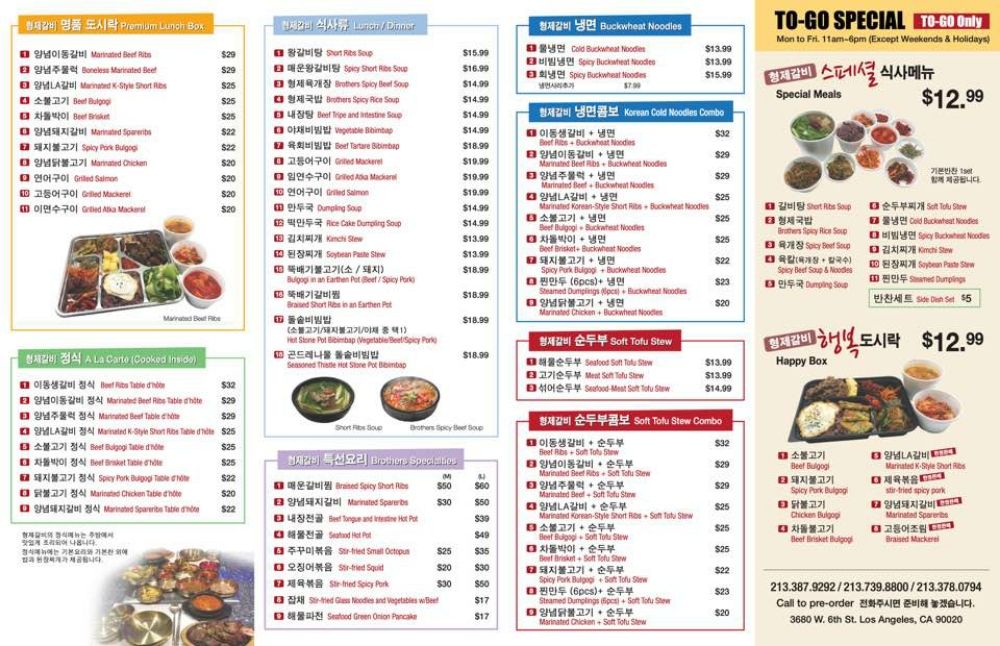 형제갈비 명품 도시락 Premium Lunch Box
1 양념이동갈비 Marinated Beef Ribs $29
2 양념주물럭 Boneless Marinated Beef $29
3 양념LA갈비 Marinated K-Style Short Ribs $25
4 소불고기 Beef Bulgogi $25
5 차돌박이 Beef Brisket $25
6 양념돼지갈비 Marinated Spareribs $22
7 돼지불고기 Spicy Pork Bulgogi $22
8 양념닭불고기 Marinated Chicken $20
9 연어구이 Grilled Salmon $20
10 고등어구이 Grilled Mackerel $20
11 이면수구이 Grilled Atka Mackerel $20
Marinated Beef Ribs
형제갈비 정식 A La Carte (Cooked Inside)
1 이동생갈비 정식 Beef Ribs Table d'hôte $32
2 양념이동갈비 정식 Marinated Beef Ribs Table d'hôte $29
3 양념주물럭 정식 Marinated Beef Table d'hôte $29
4 양념LA갈비 정식 Marinated K-Style Short Ribs Table d'hôte $25
5 소불고기 정식 Beef Bulgogi Table d'hôte $25
6 차돌박이 정식 Beef Brisket Table d'hôte $25
7 돼지불고기 정식 Spicy Pork Bulgogi Table d'hôte $22
8 닭불고기 정식 Marinated Chicken Table d'hôte $20
9 양념돼지갈비 정식 Marinated Spareribs Table d'hôte $22
형제갈비의 정식메뉴는 주방에서
맛있게 조리되어 나옵니다.
정식메뉴에는 기본요리와 기본찬 외에
밥과 된장찌개가 제공됩니다.
형제갈비 식사류 Lunch / Dinner
1 왕갈비탕 Short Ribs Soup $15.99
2 매운왕갈비탕 Spicy Short Ribs Soup $16.99
3 형제육개장 Brothers Spicy Beef Soup $14.99
4 형제국밥 Brothers Spicy Rice Soup $14.99
5 내장탕 Beef Tripe and Intestine Soup $14.99
6 야채비빔밥 Vegetable Bibimbap $14.99
7 육회비빔밥 Beef Tartare Bibimbap $18.99
8 고등어구이 Grilled Mackerel $19.99
9 임연수구이 Grilled Atka Mackerel $19.99
10 연어구이 Grilled Salmon $19.99
11 만두국 Dumpling Soup $14.99
12 떡만두국 Rice Cake Dumpling Soup $14.99
13 김치찌개 Kimchi Stew $13.99
14 된장찌개 Soybean Paste Stew $13.99
15 뚝배기불고기(소 / 돼지) $18.99
Bulgogi in an Earthen Pot (Beef / Spicy Pork)
16 뚝배기갈비찜 $18.99
Braised Short Ribs in an Earthen Pot
17 돌솥비빔밥 $18.99
(소불고기/돼지불고기/야채 중 택1)
Hot Stone Pot Bibimbap (Vegetable/Beef/Spicy Pork)
18 곤드레나물 돌솥비빔밥 $18.99
Seasoned Thistle Hot Stone Pot Bibimbap
Short Ribs Soup Brothers Spicy Beef Soup
형제갈비 특선요리 Brothers Specialties
(M) (L)
1 매운갈비찜 Braised Spicy Short Ribs $50 $60
2 양념돼지갈비 Marinated Spareribs $30 $50
3 내장전골 Beef Tongue and Intestine Hot Pot $39
4 해물전골 Seafood Hot Pot $49
5 주꾸미볶음 Stir-fried Small Octopus $25 $35
6 오징어볶음 Stir-fried Squid $20 $30
7 제육볶음 Stir-fried Spicy Pork $30 $50
8 잡채 Stir-fried Glass Noodles and Vegetables w/Beef $17
9 해물파전 Seafood Green Onion Pancake $17
형제갈비 냉면 Buckwheat Noodles
1 물냉면 Cold Buckwheat Noodles $13.99
2 비빔냉면 Spicy Buckwheat Noodles $13.99
3 회냉면 Spicy Buckwheat Noodles $15.99
냉면사리추가 $7.99
형제갈비 냉면콤보 Korean Cold Noodles Combo
1 이동생갈비 + 냉면 $32
Beef Ribs + Buckwheat Noodles
2 양념이동갈비 + 냉면 $29
Marinated Beef Ribs + Buckwheat Noodles
3 양념주물럭 + 냉면 $29
Marinated Beef + Buckwheat Noodles
4 양념LA갈비 + 냉면 $25
Marinated Korean-Style Short Ribs + Buckwheat Noodles
5 소불고기 + 냉면 $25
Beef Bulgogi + Buckwheat Noodles
6 차돌박이 + 냉면 $25
Beef Brisket+ Buckwheat Noodles
7 돼지불고기 + 냉면 $22
Spicy Pork Bulgogi + Buckwheat Noodles
8 찐만두 (6pcs)+ 냉면 $23
Steamed Dumplings (6pcs) + Buckwheat Noodles
9 양념닭불고기 + 냉면 $20
Marinated Chicken + Buckwheat Noodles
형제갈비 순두부 Soft Tofu Stew
1 해물순두부 Seafood Soft Tofu Stew $13.99
2 고기순두부 Meat Soft Tofu Stew $13.99
3 섞어순두부 Seafood-Meat Soft Tofu Stew $14.99
형제갈비 순두부콤보 Soft Tofu Stew Combo
1 이동생갈비 + 순두부 $32
Beef Ribs + Soft Tofu Stew
2 양념이동갈비 + 순두부 $29
Marinated Beef Ribs + Soft Tofu Stew
3 양념주물럭 + 순두부 $29
Marinated Beef + Soft Tofu Stew
4 양념LA갈비 + 순두부 $25
Marinated Korean-Style Short Ribs + Soft Tofu Stew
5 소불고기 + 순두부 $25
Beef Bulgogi + Soft Tofu Stew
6 차돌박이 + 순두부 $25
Beef Brisket + Soft Tofu Stew
7 돼지불고기 + 순두부 $22
Spicy Pork Bulgogi + Soft Tofu Stew
8 찐만두 (6pcs)+ 순두부 $23
Steamed Dumplings (6pcs) + Soft Tofu Stew
9 양념닭불고기 + 순두부 $20
Marinated Chicken + Soft Tofu Stew
TO-GO SPECIAL TO-GO Only
Mon to Fri. 11am~6pm (Except Weekends & Holidays)
형제갈비 스페셜 식사메뉴
Special Meals $12.99
기본반찬 1set
함께 제공됩니다.
1 갈비탕 Short Ribs Soup
2 형제국밥
Brothers Spicy Rice Soup
3 육개장 Spicy Beef Soup
4 육칼(육개장 + 칼국수)
Spicy Beef Soup & Noodles
5 만두국 Dumpling Soup
6 순두부찌개 Soft Tofu Stew
7 물냉면 Cold Buckwheat Noodles
8 비빔냉면 Spicy Buckwheat Noodles
9 김치찌개 Kimchi Stew
10 된장찌개 Soybean Paste Stew
11 찐만두 Steamed Dumplings
반찬세트 Side Dish Set $5
형제갈비 행복 도시락 $12.99
Happy Box
1 소불고기
Beef Bulgogi
2 돼지불고기
Spicy Pork Bulgogi
3 닭불고기
Chicken Bulgogi
4 차돌불고기
Beef Brisket Bulgogi
5 양념LA갈비
Marinated K-Style Short Ribs
6 제육볶음
stir-fried spicy pork
7 양념돼지갈비
Marinated Spareribs
8 고등어조림
Braised Mackerel
213.387.9292 / 213.739.8800 / 213.378.0794
Call to pre-order 전화주시면 준비해 놓겠습니다.
3680 W. 6th St. Los Angeles, CA 90020